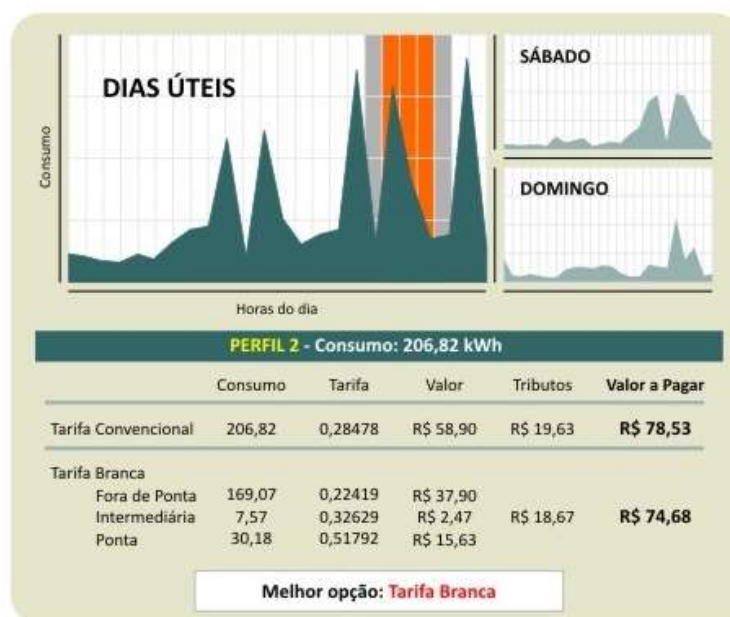 DIAS ÚTEIS
SÁBADO
Consumo
DOMINGO
Horas do dia
PERFIL 2 - Consumo: 206,82 kWh
Consumo Tarifa Valor Tributos Valor a Pagar
Tarifa Convencional 206,82 0,28478 R$ 58,90 R$ 19,63 R$ 78,53
Tarifa Branca
Fora de Ponta 169,07 0,22419 R$ 37,90
Intermediária 7,57 0,32629 R$ 2,47 R$ 18,67 R$ 74,68
Ponta 30,18 0,51792 R$ 15,63
Melhor opção: Tarifa Branca